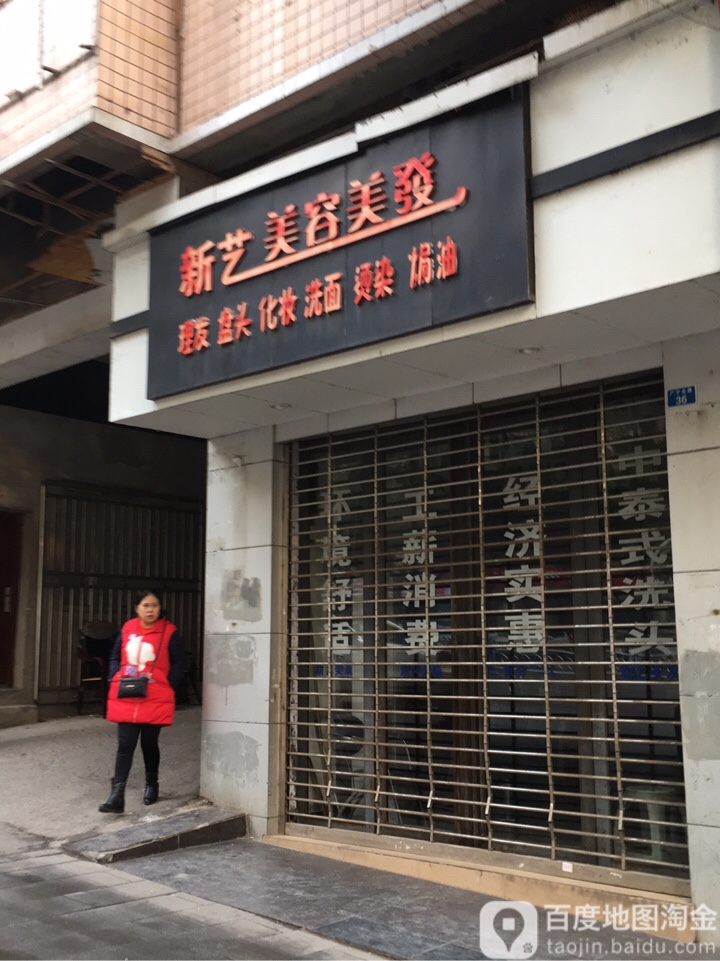 新艺美容美發
理发 盘头 化妆 洗面 烫染 焗油
36
环境舒适
工薪消费
经济实惠
中泰式洗头
百度地图淘金
taojin.baidu.com